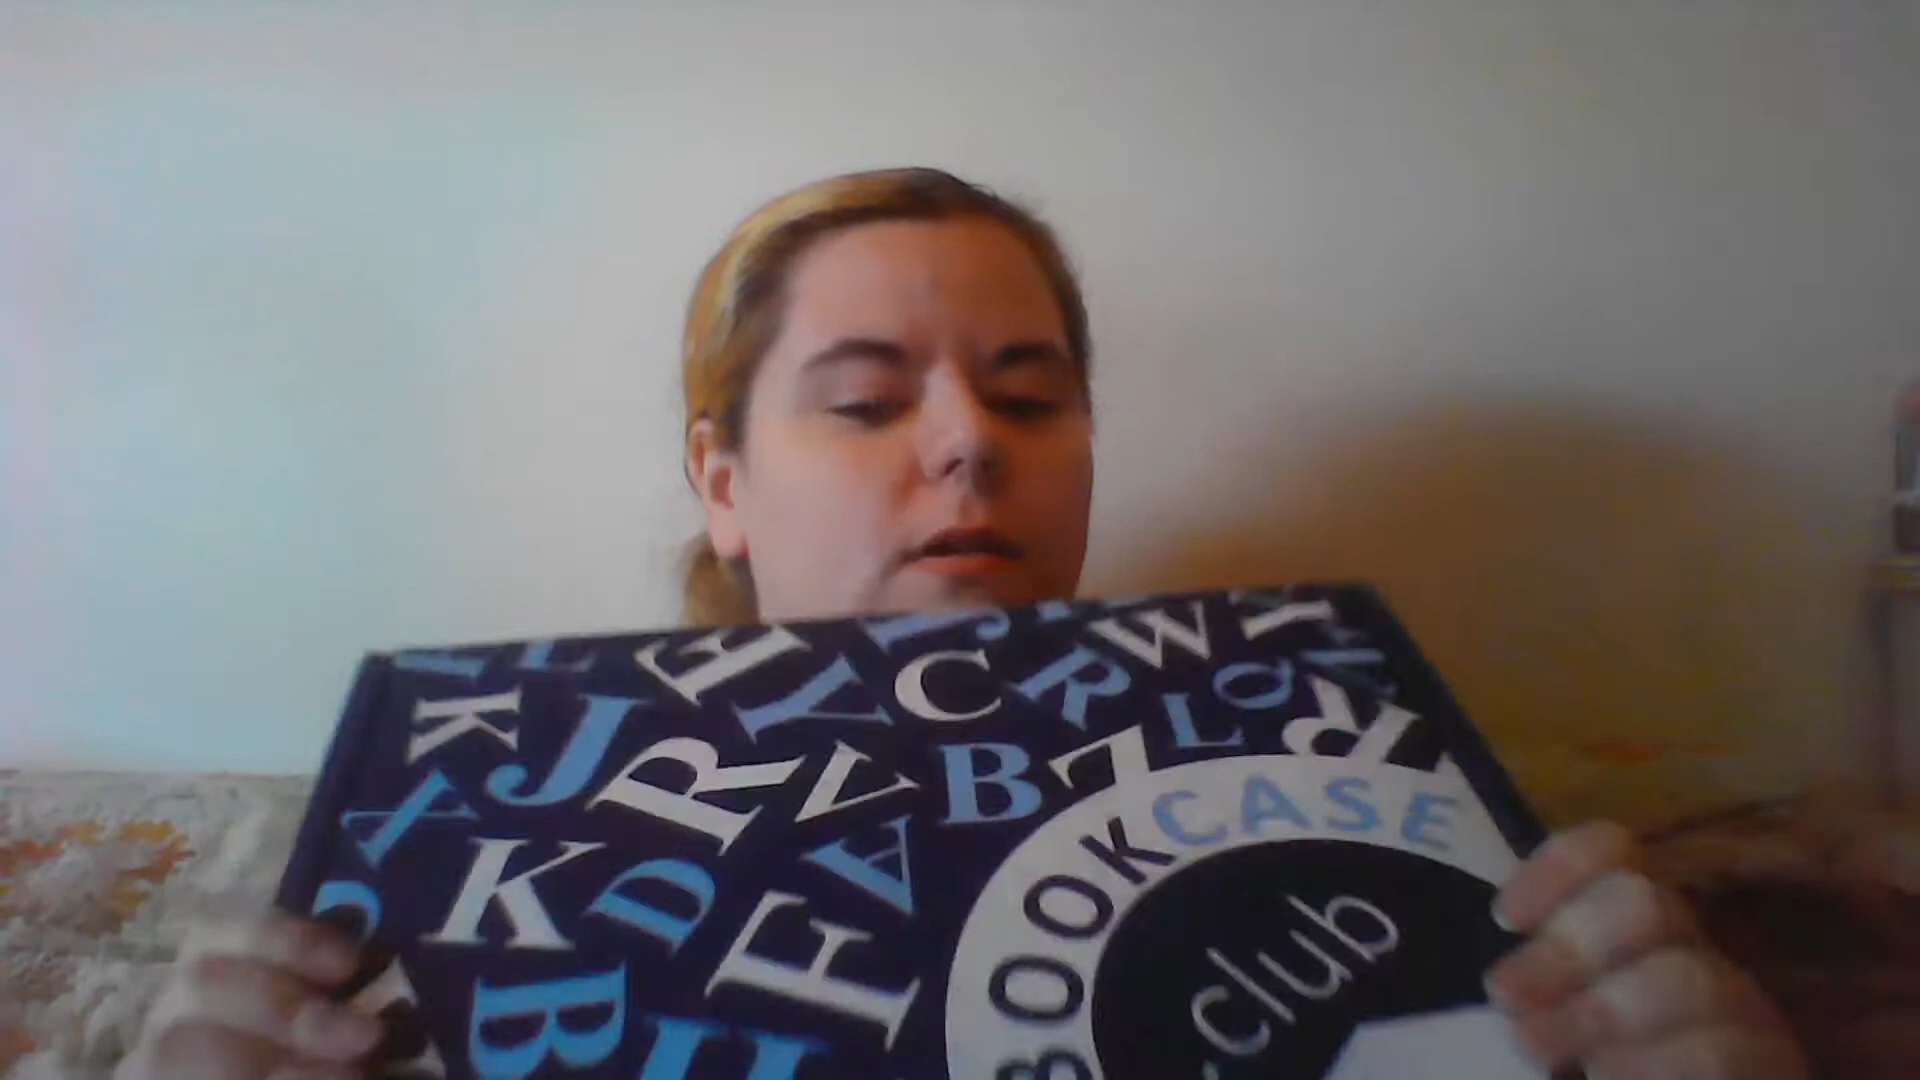 BOOKCASE
.club
K J R E Y J C R W L Q R
K D F A V B Z
B